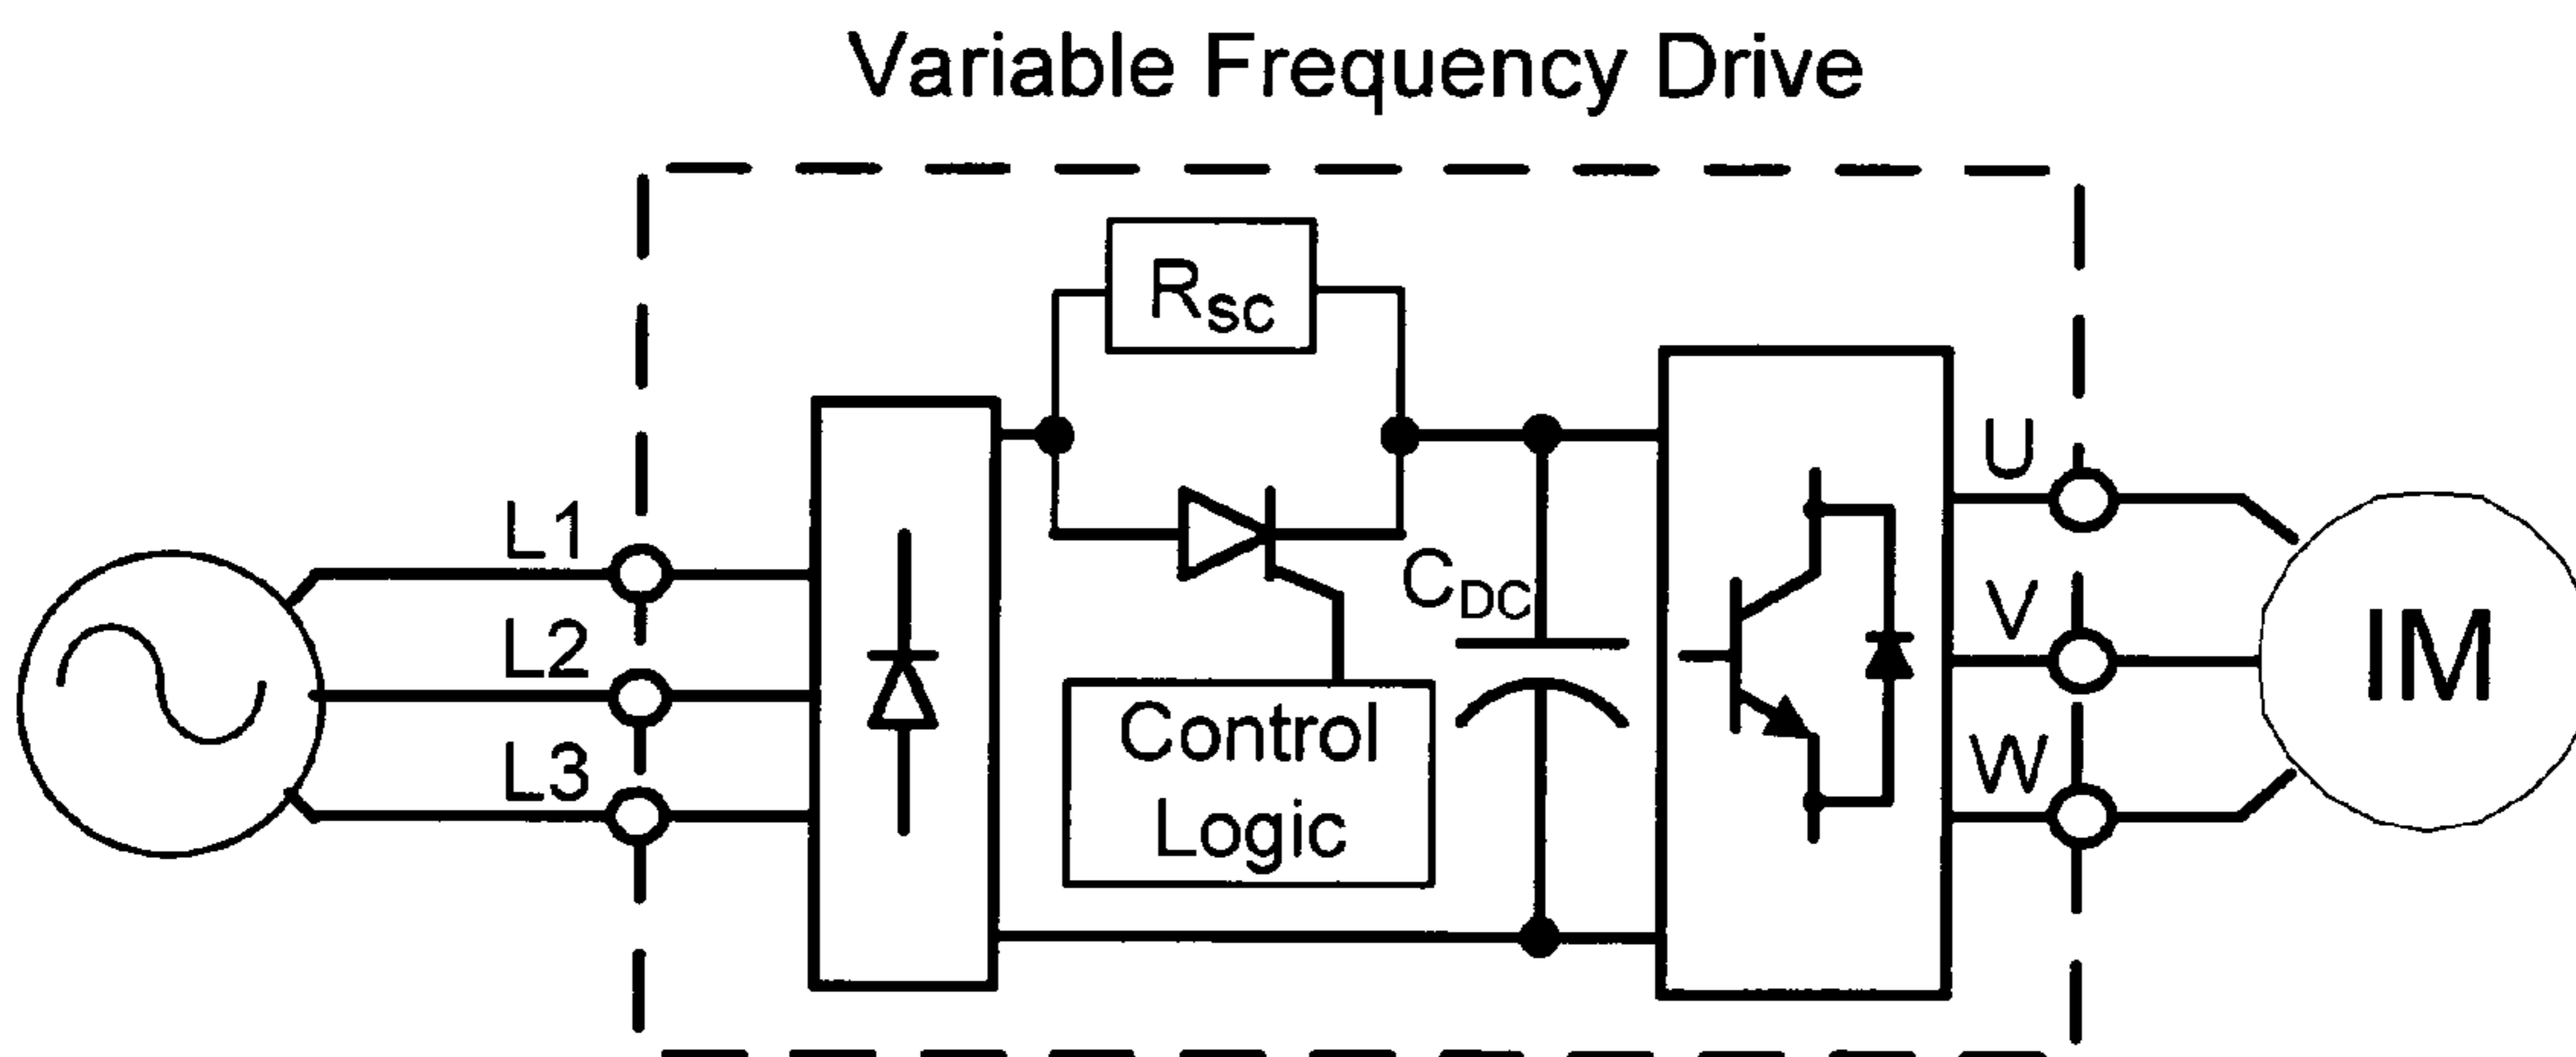 Variable Frequency Drive
Rsc
L1
L2
L3
CDC
Control
Logic
U
V
W
IM